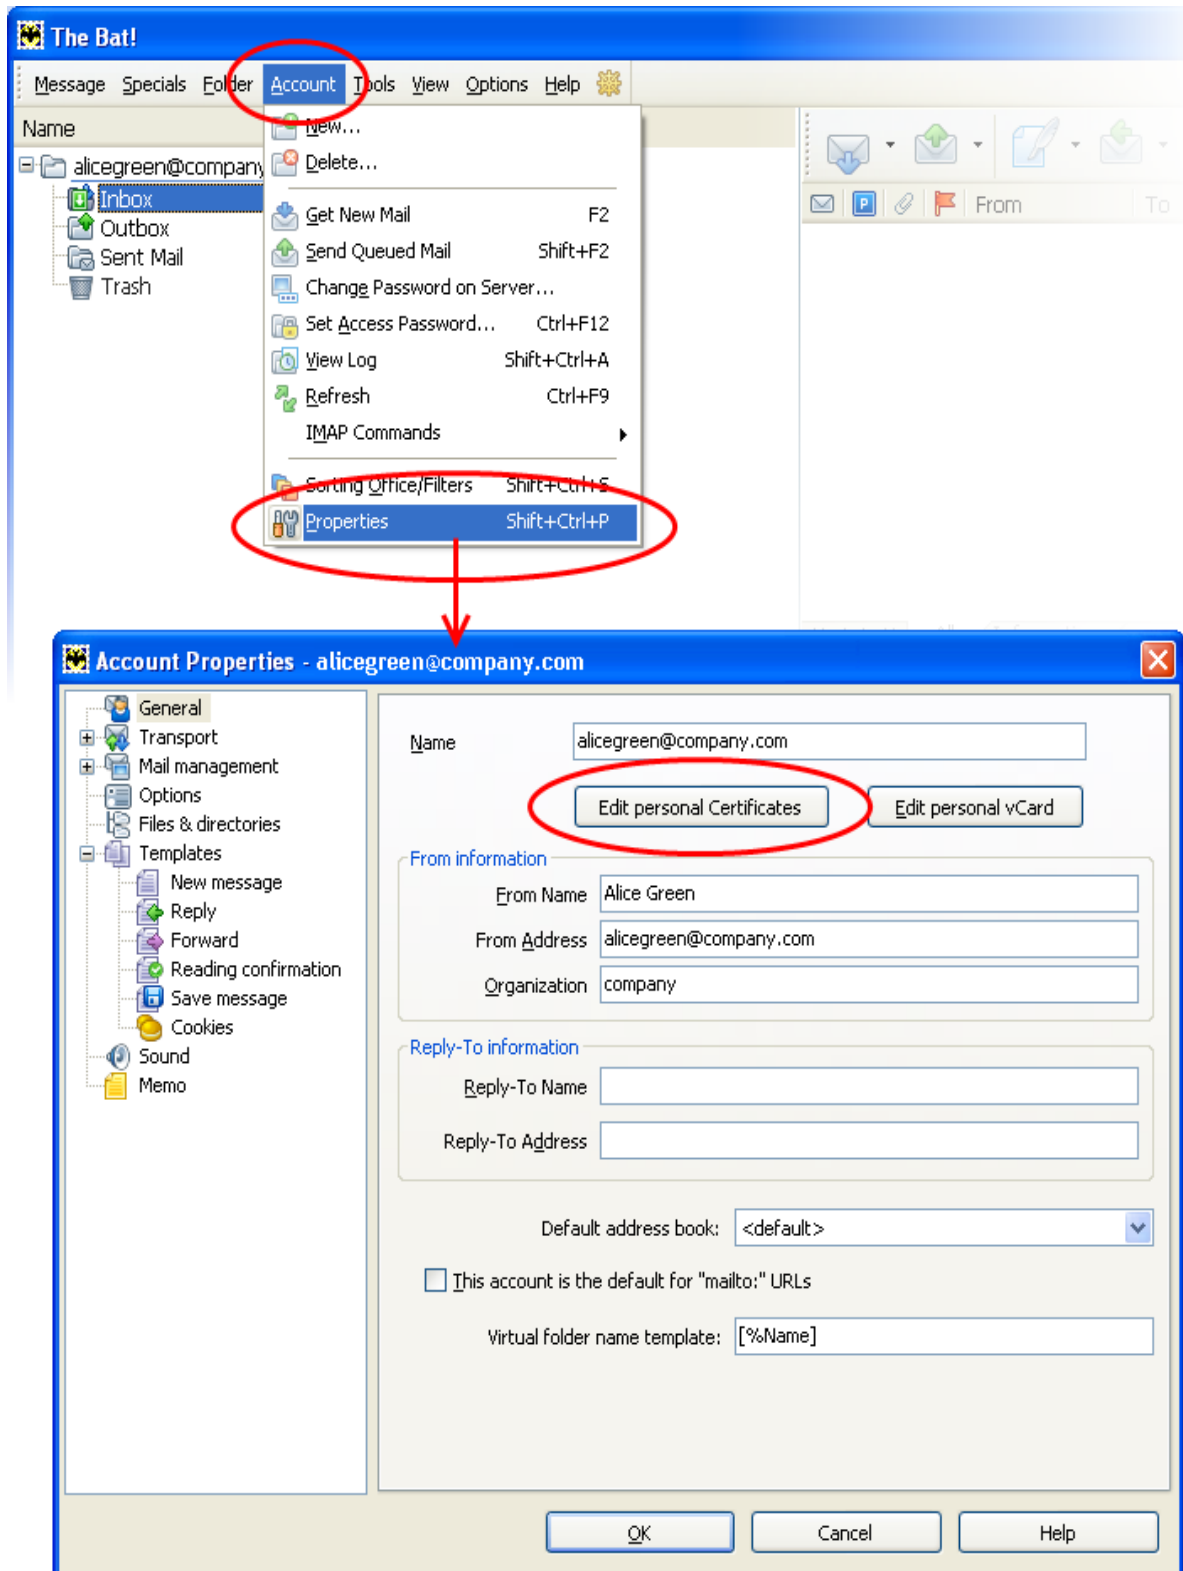 The Bat!
Message Specials Folder Account Tools View Options Help
Name
New...
Delete...
Get New Mail F2
Send Queued Mail Shift+F2
Change Password on Server...
Set Access Password... Ctrl+F12
View Log Shift+Ctrl+A
Refresh Ctrl+F9
IMAP Commands
Sorting Office/Filters Shift+Ctrl+S
Properties Shift+Ctrl+P
alicegreen@company
Inbox
Outbox
Sent Mail
Trash
P From To
Account Properties - alicegreen@company.com
General
Transport
Mail management
Options
Files & directories
Templates
New message
Reply
Forward
Reading confirmation
Save message
Cookies
Sound
Memo
Name alicegreen@company.com
Edit personal Certificates Edit personal vCard
From information
From Name Alice Green
From Address alicegreen@company.com
Organization company
Reply-To information
Reply-To Name
Reply-To Address
Default address book: <default>
This account is the default for "mailto:" URLs
Virtual folder name template: [%Name]
OK Cancel Help